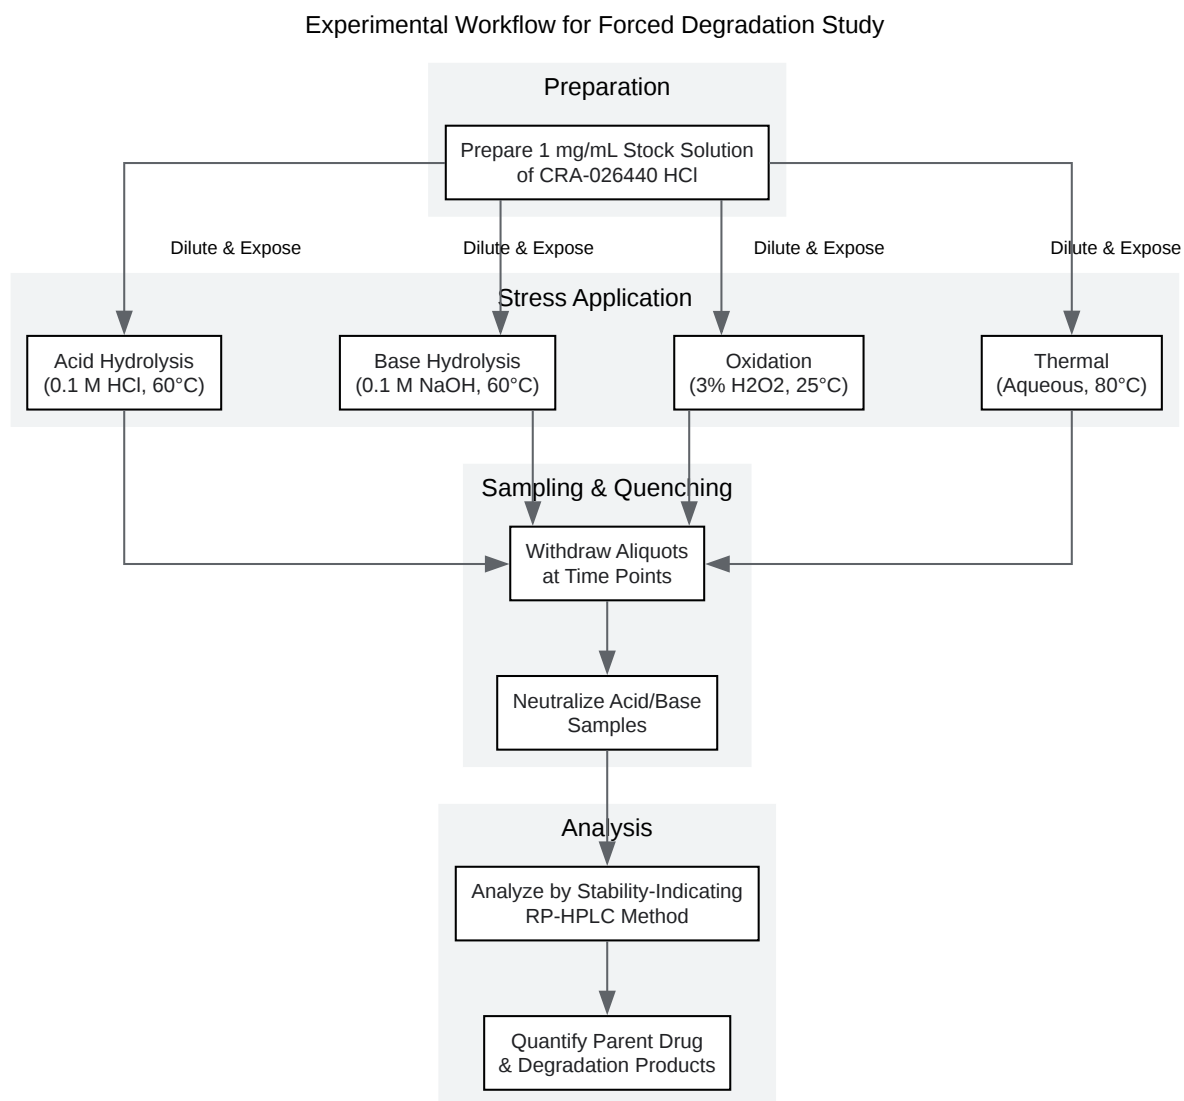 Experimental Workflow for Forced Degradation Study
Preparation
Prepare 1 mg/mL Stock Solution
of CRA-026440 HCl
Dilute & Expose
Dilute & Expose
Dilute & Expose
Dilute & Expose
Stress Application
Acid Hydrolysis
(0.1 M HCl, 60°C)
Base Hydrolysis
(0.1 M NaOH, 60°C)
Oxidation
(3% H2O2, 25°C)
Thermal
(Aqueous, 80°C)
Sampling & Quenching
Withdraw Aliquots
at Time Points
Neutralize Acid/Base
Samples
Analysis
Analyze by Stability-Indicating
RP-HPLC Method
Quantify Parent Drug
& Degradation Products